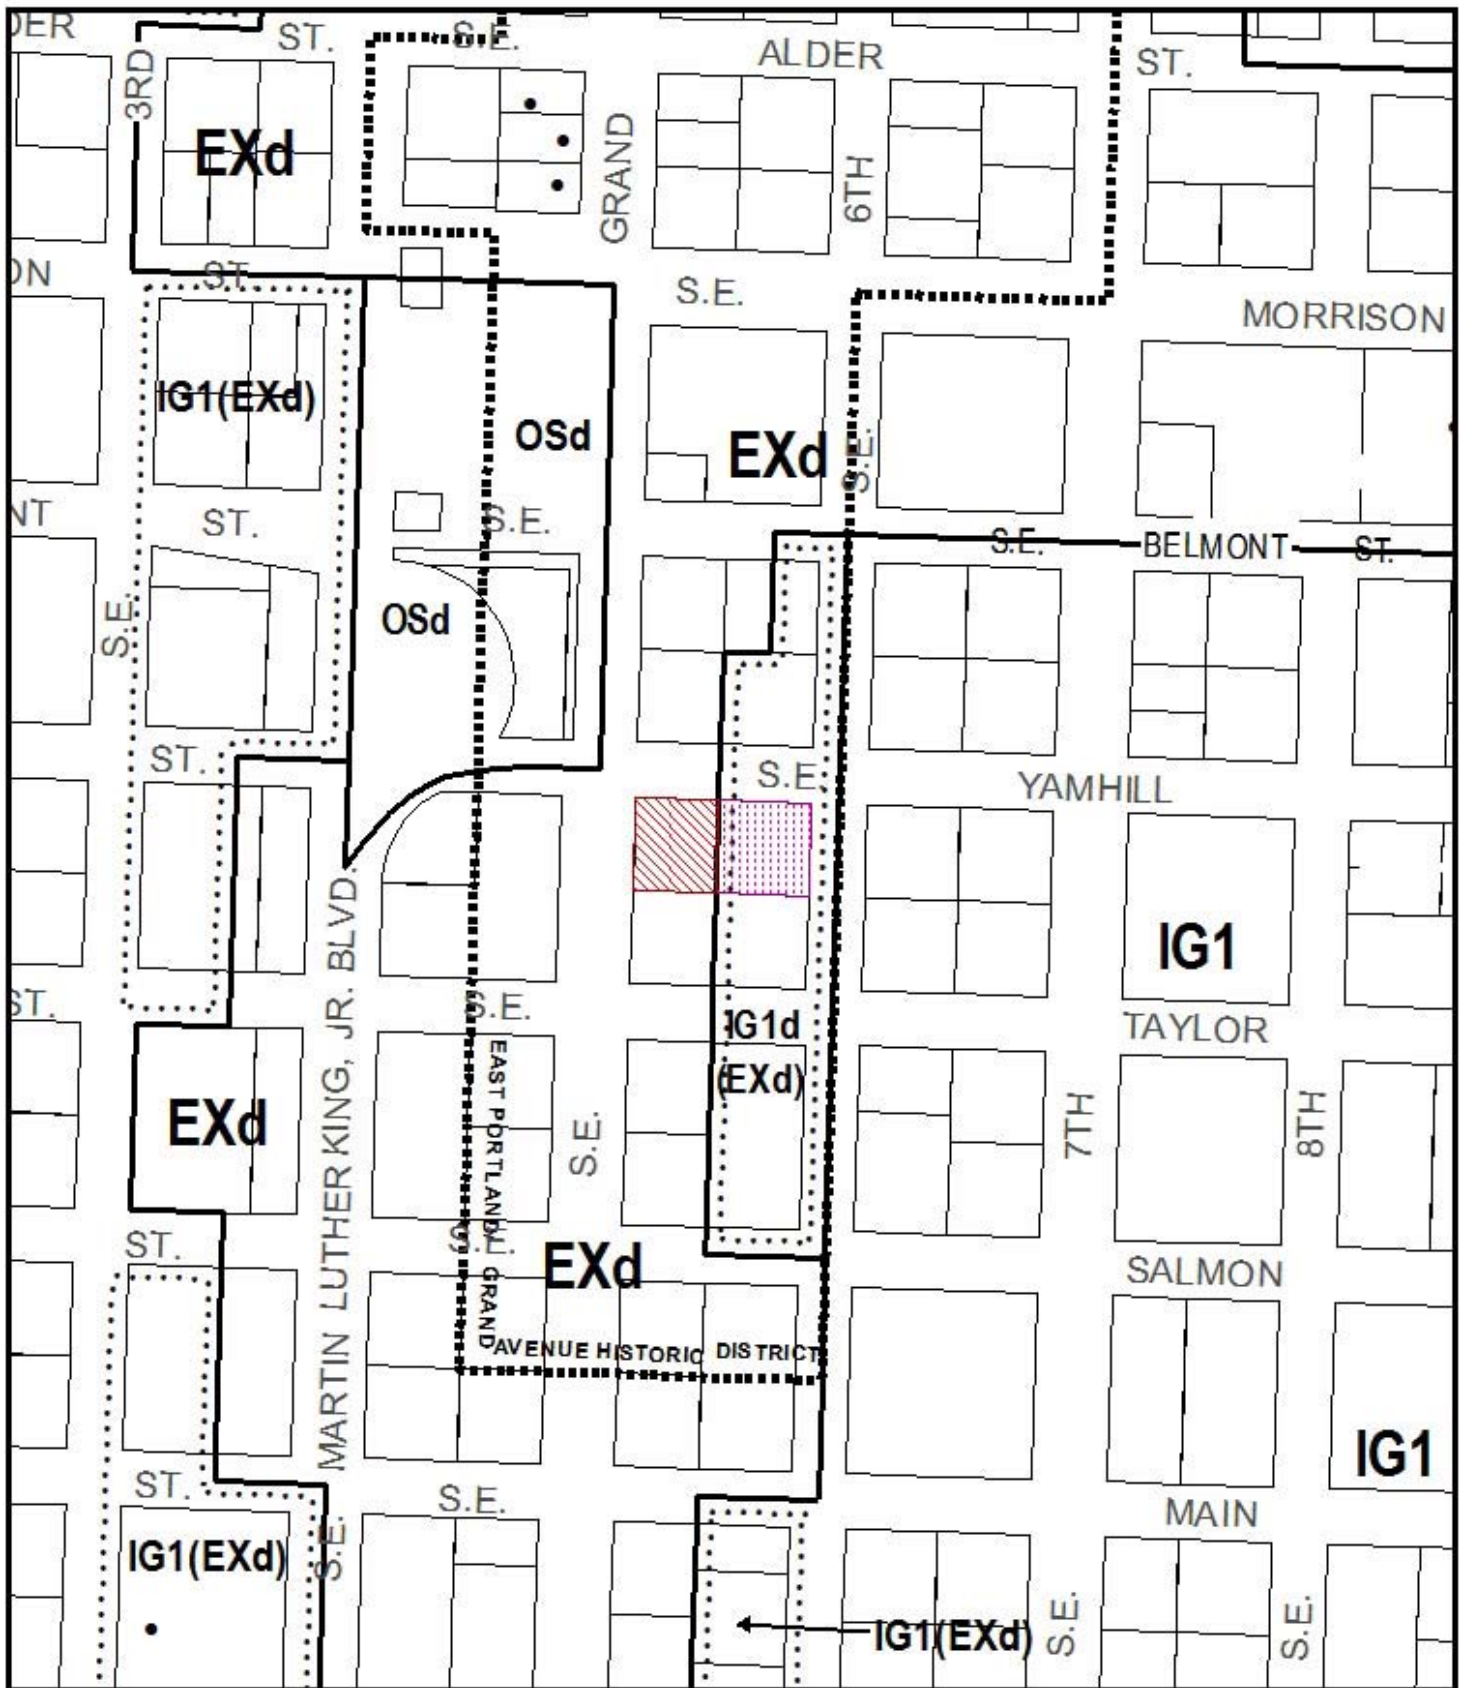 DER
ST.
S.E.
ALDER
ST.
3RD
EXd
GRAND
6TH
ON
ST.
S.E.
MORRISON
IG1(EXd)
OSd
EXd
S.E.
NT
ST.
S.E.
S.E.
BELMONT
ST.
S.E.
OSd
ST.
S.E.
YAMHILL
IG1
ST.
S.E.
IG1d
(EXd)
TAYLOR
EXd
MARTIN LUTHER KING, JR. BLVD.
EAST PORTLAND/ GRAND
AVENUE HISTORIC DISTRICT
S.E.
7TH
8TH
ST.
S.E.
EXd
SALMON
IG1
ST.
S.E.
MAIN
IG1(EXd)
S.E.
IG1(EXd)
S.E.
S.E.